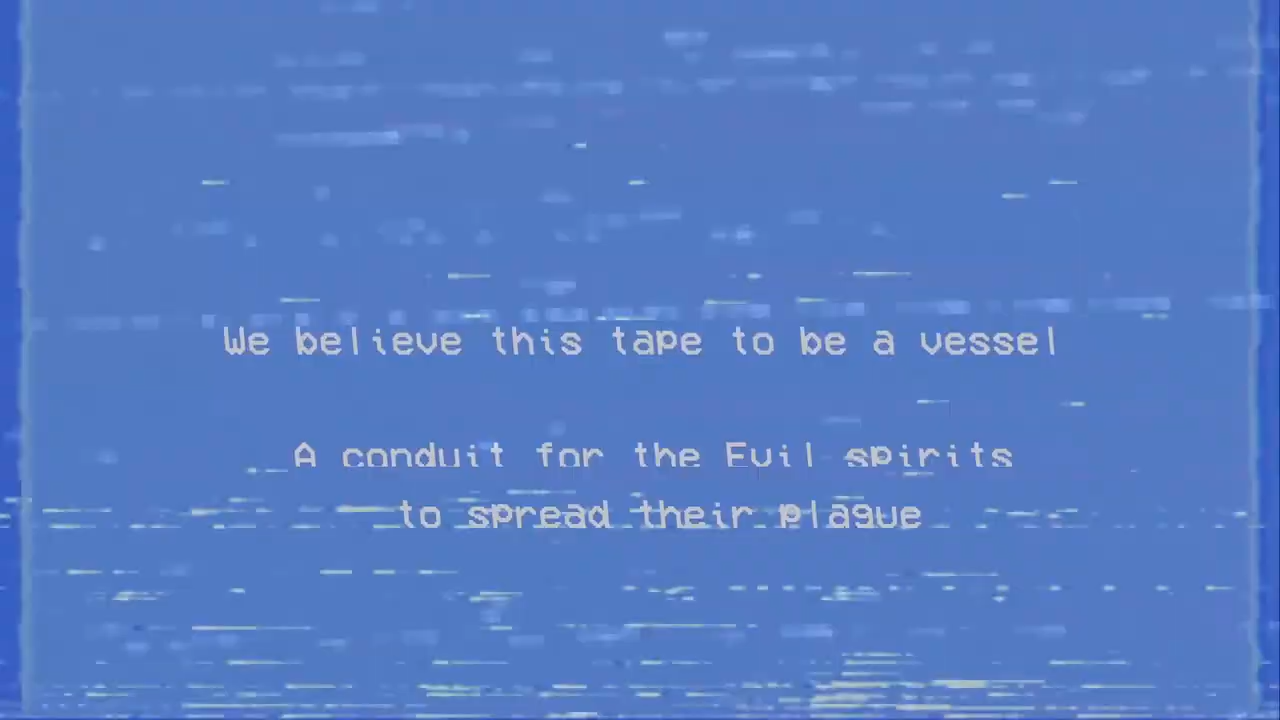 We believe this tape to be a vessel
A conduit for the Evil spirits
to spread their plague